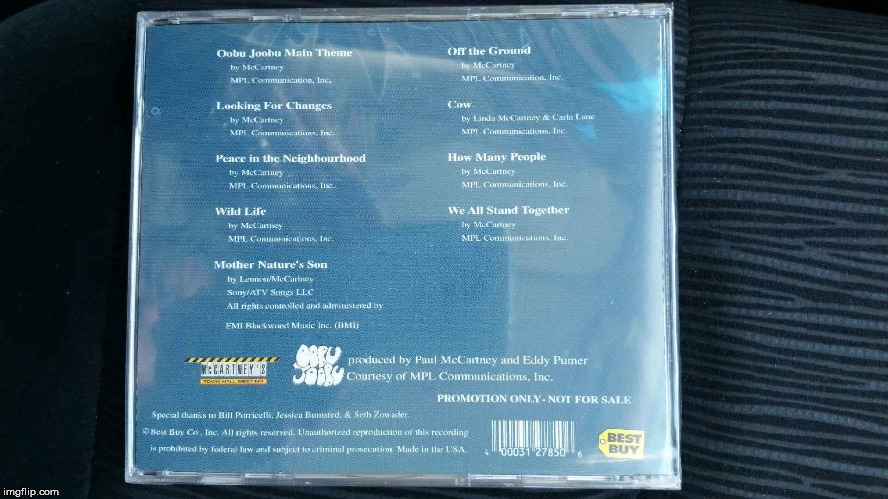 Oobu Joobu Main Theme
by McCartney
MPL Communication, Inc.
Looking For Changes
by McCartney
MPL Communications, Inc.
Peace in the Neighbourhood
by McCartney
MPL Communications, Inc.
Wild Life
by McCartney
MPL Communications, Inc.
Mother Nature's Son
by Lennon/McCartney
Sony/ATV Songs LLC
All rights controlled and administered by
EMI Blackwood Music Inc. (BMI)
Off the Ground
by McCartney
MPL Communication, Inc.
Cow
by Linda McCartney & Carla Lane
MPL Communications, Inc.
How Many People
by McCartney
MPL Communications, Inc.
We All Stand Together
by McCartney
MPL Communications, Inc.
McCARTNEY'S
TOWN HALL MEETING
OOBU
JOOBU
produced by Paul McCartney and Eddy Pumer
Courtesy of MPL Communications, Inc.
PROMOTION ONLY - NOT FOR SALE
Special thanks to Bill Porricelli, Jessica Bumsted, & Seth Zowader.
© Best Buy Co., Inc. All rights reserved. Unauthorized reproduction of this recording
is prohibited by federal law and subject to criminal prosecution. Made in the USA.
4 00031 27850 6
BEST
BUY
imgflip.com